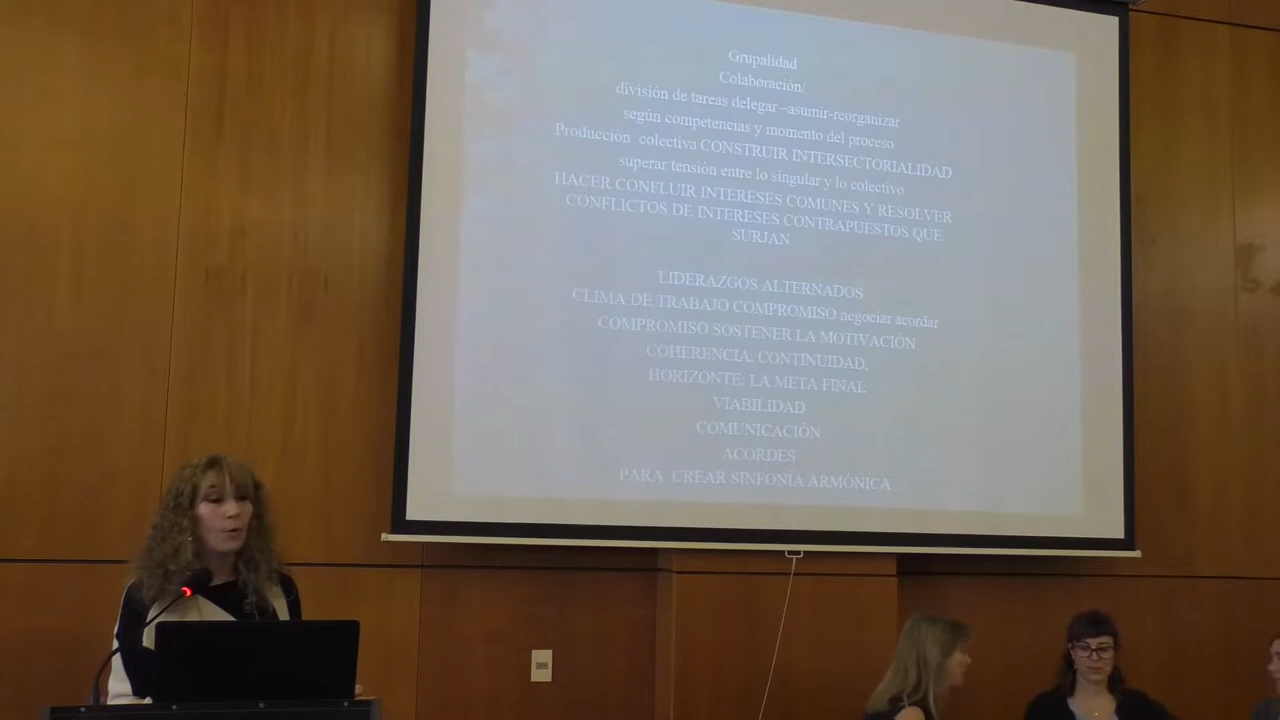 Grupalidad
Colaboración/
división de tareas delegar –asumir-reorganizar
según competencias y momento del proceso
Producción colectiva CONSTRUIR INTERSECTORIALIDAD
superar tensión entre lo singular y lo colectivo
HACER CONFLUIR INTERESES COMUNES Y RESOLVER
CONFLICTOS DE INTERESES CONTRAPUESTOS QUE
SURJAN
LIDERAZGOS ALTERNADOS
CLIMA DE TRABAJO COMPROMISO negociar acordar
COMPROMISO SOSTENER LA MOTIVACIÓN
COHERENCIA. CONTINUIDAD.
HORIZONTE: LA META FINAL
VIABILIDAD
COMUNICACIÓN
ACORDES
PARA CREAR SINFONÍA ARMÓNICA